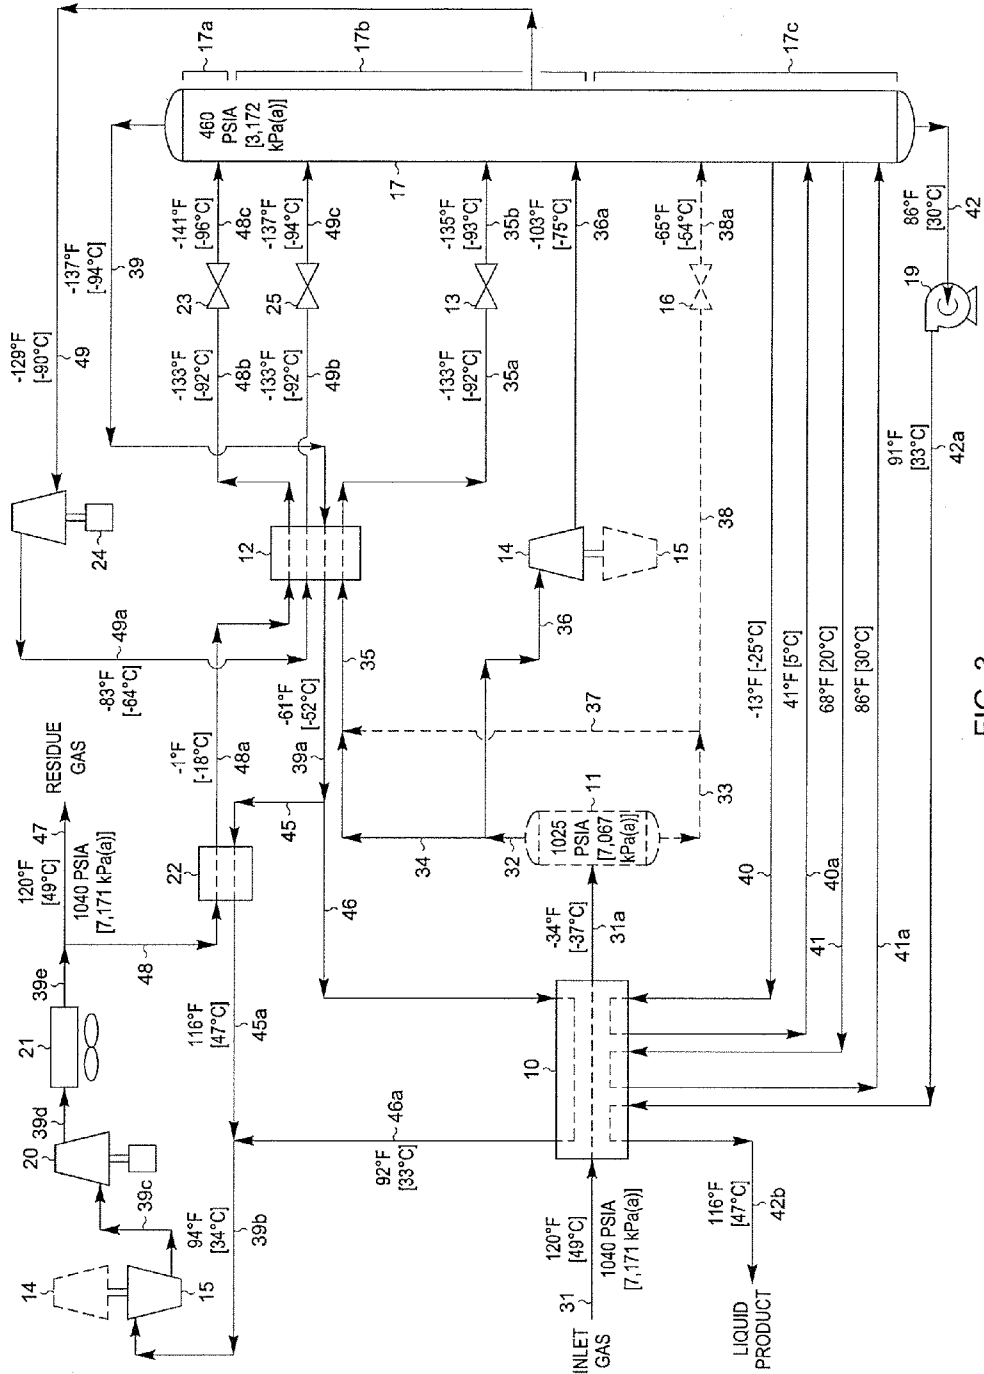 14
15
39c
20
39d
21
39e
120°F
[49°C]
47
RESIDUE
GAS
1040 PSIA
[7,171 kPa(a)]
24
-129°F
[-90°C]
49
94°F
[34°C]
39b
48
22
-83°F
[-64°C]
49a
-137°F
[-94°C]
39
116°F
[47°C]
45a
-1°F
[-18°C]
48a
-133°F
[-92°C]
48b
23
-141°F
[-96°C]
48c
460
PSIA
[3,172
kPa(a)]
17a
17b
17c
45
-61°F
[-52°C]
39a
12
-133°F
[-92°C]
49b
25
-137°F
[-94°C]
49c
92°F
[33°C]
46a
46
34
35
-133°F
[-92°C]
35a
13
-135°F
[-93°C]
35b
17
10
32
1025
PSIA
[7,067
kPa(a)]
11
36
14
15
-103°F
[-75°C]
36a
INLET
GAS
31
120°F
[49°C]
1040 PSIA
[7,171 kPa(a)]
-34°F
[-37°C]
31a
37
33
38
16
-65°F
[-54°C]
38a
LIQUID
PRODUCT
116°F
[47°C]
42b
40
-13°F [-25°C]
40a
41°F [5°C]
41
68°F [20°C]
41a
86°F [30°C]
91°F
[33°C]
42a
19
86°F
[30°C]
42
FIG. 3